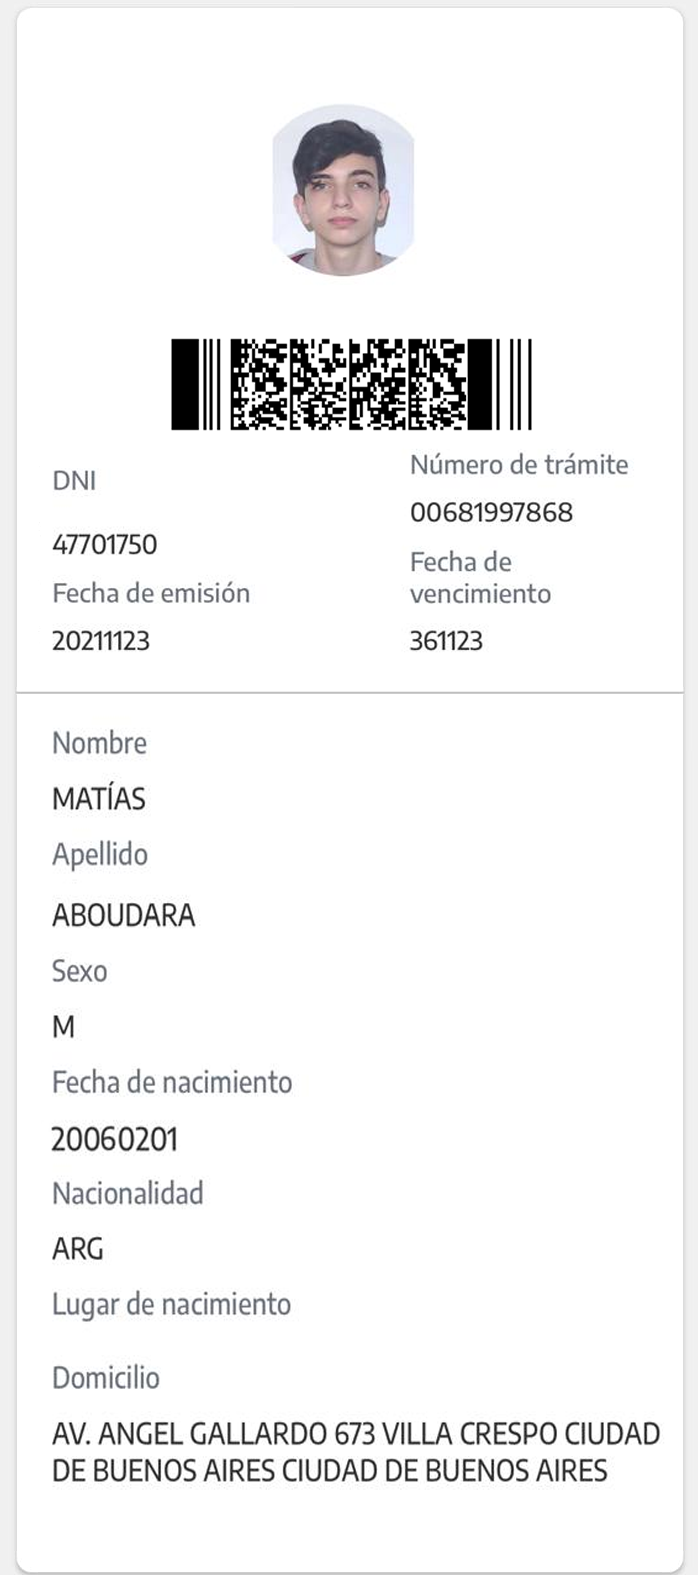 DNI
47701750
Fecha de emisión
20211123
Número de trámite
00681997868
Fecha de
vencimiento
361123
Nombre
MATÍAS
Apellido
ABOUDARA
Sexo
M
Fecha de nacimiento
20060201
Nacionalidad
ARG
Lugar de nacimiento
Domicilio
AV. ANGEL GALLARDO 673 VILLA CRESPO CIUDAD
DE BUENOS AIRES CIUDAD DE BUENOS AIRES